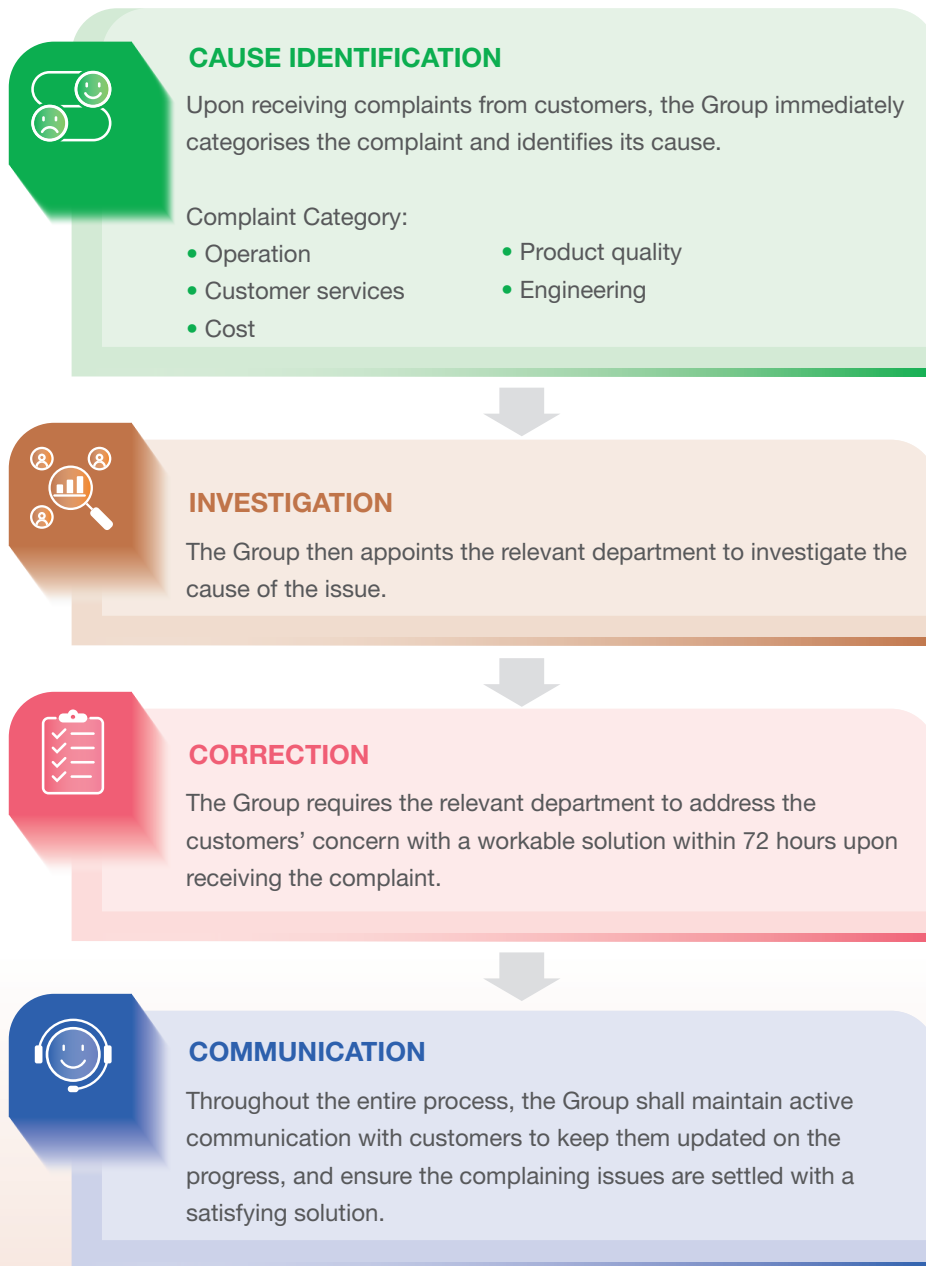 CAUSE IDENTIFICATION
Upon receiving complaints from customers, the Group immediately
categorises the complaint and identifies its cause.
Complaint Category:
• Operation
• Customer services
• Cost
• Product quality
• Engineering
INVESTIGATION
The Group then appoints the relevant department to investigate the
cause of the issue.
CORRECTION
The Group requires the relevant department to address the
customers’ concern with a workable solution within 72 hours upon
receiving the complaint.
COMMUNICATION
Throughout the entire process, the Group shall maintain active
communication with customers to keep them updated on the
progress, and ensure the complaining issues are settled with a
satisfying solution.